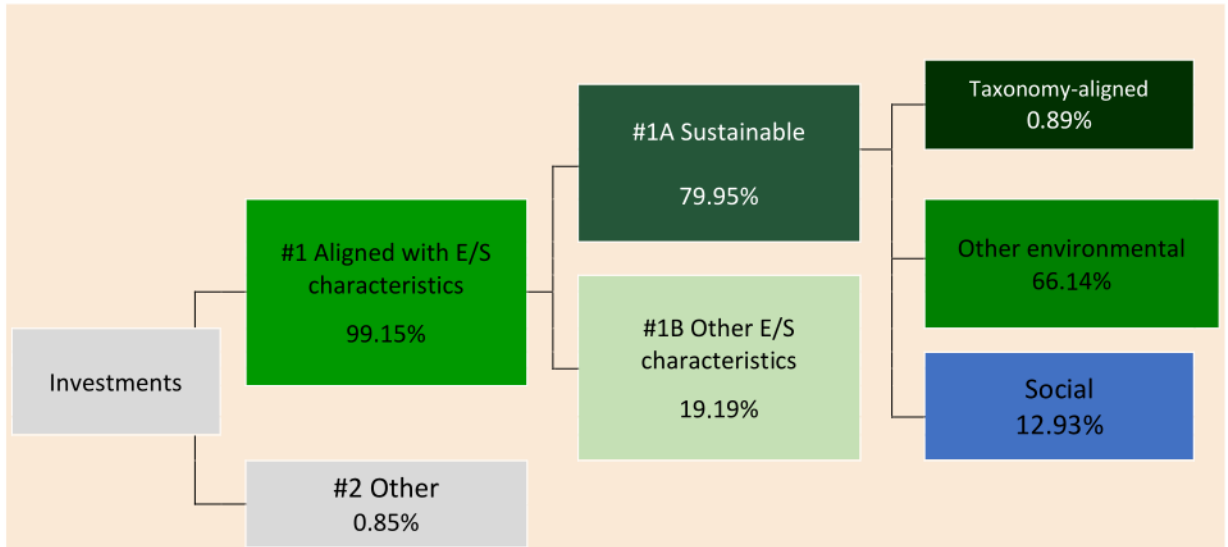 Investments
#1 Aligned with E/S
characteristics
99.15%
#2 Other
0.85%
#1A Sustainable
79.95%
#1B Other E/S
characteristics
19.19%
Taxonomy-aligned
0.89%
Other environmental
66.14%
Social
12.93%